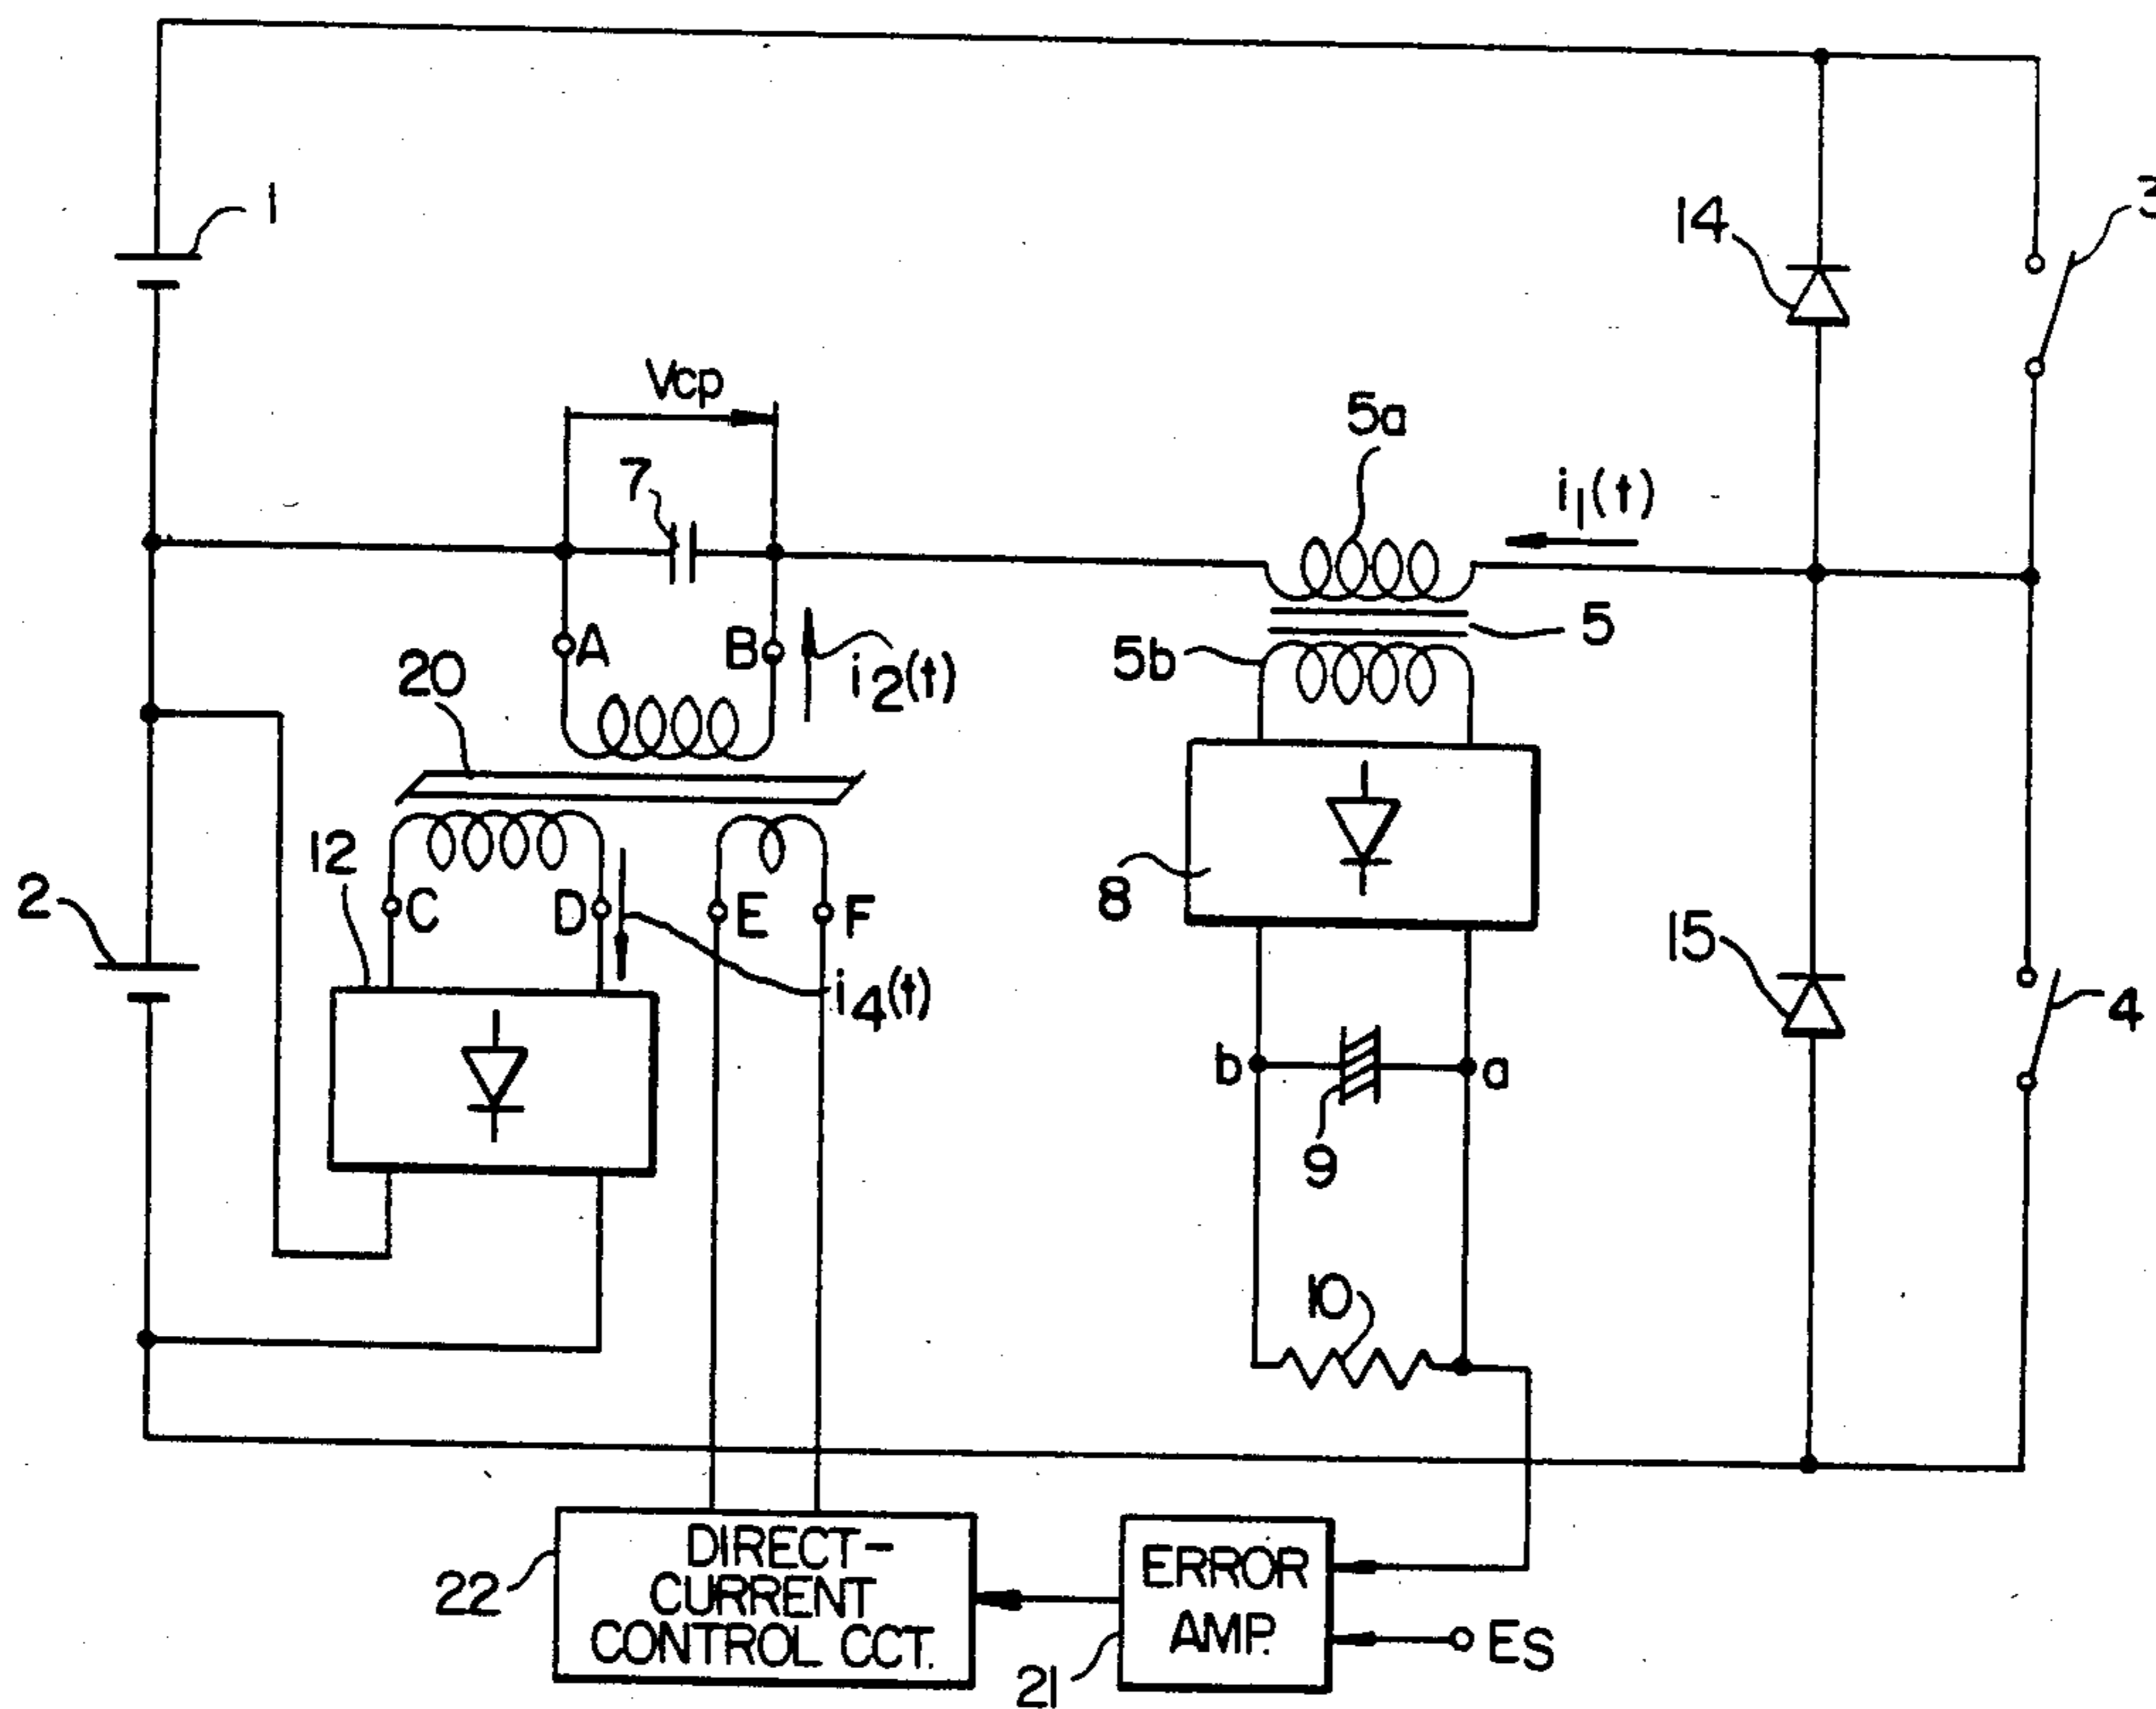 1
14
3
Vcp
5a
7
i1(t)
5
A
B
5b
20
i2(t)
12
2
C
D
E
F
8
15
i4(t)
4
b
a
9
10
DIRECT-
CURRENT
CONTROL CCT.
22
ERROR
AMP.
21
ES